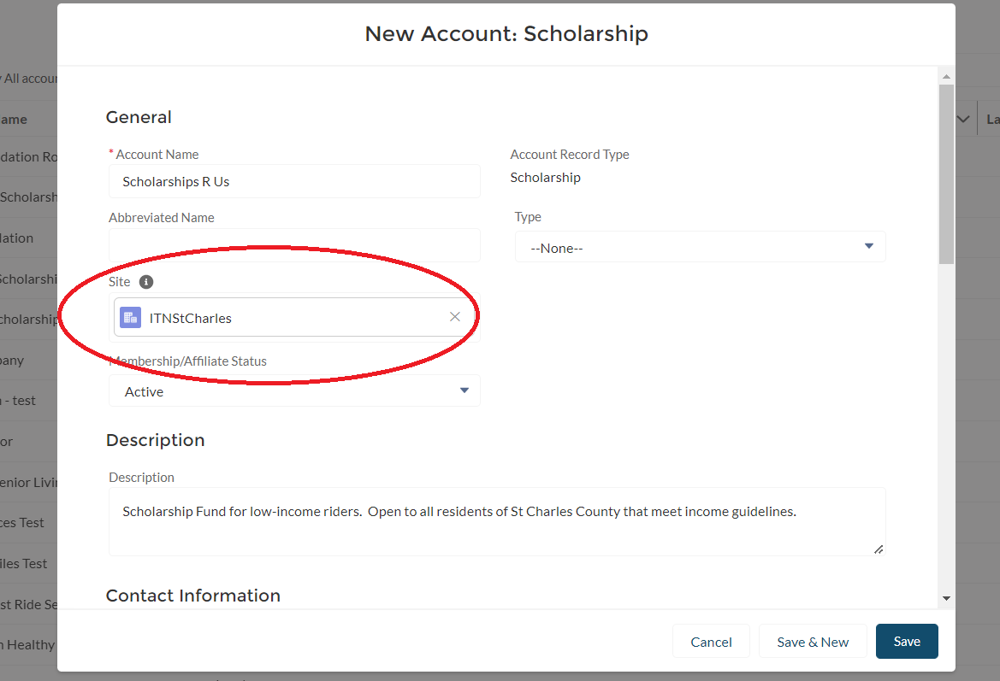 New Account: Scholarship
All accour
ame
La
General
* Account Name
Account Record Type
Scholarships R Us
Scholarship
dation Ro
Abbreviated Name
Type
--None--
Scholarsh
lation
Site
ITNStCharles
Scholarshi
cholarship
Membership/Affiliate Status
Active
pany
- test
Description
or
Description
enior Livi
Scholarship Fund for low-income riders.  Open to all residents of St Charles County that meet income guidelines.
ces Test
iles Test
Contact Information
st Ride Se
Healthy
Cancel
Save & New
Save